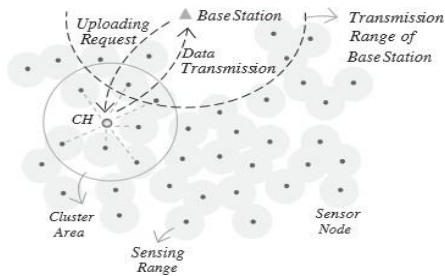 Uploading
Request
Base Station
Transmission
Range of
Base Station
Data
Transmission
CH
Cluster
Area
Sensing
Range
Sensor
Node